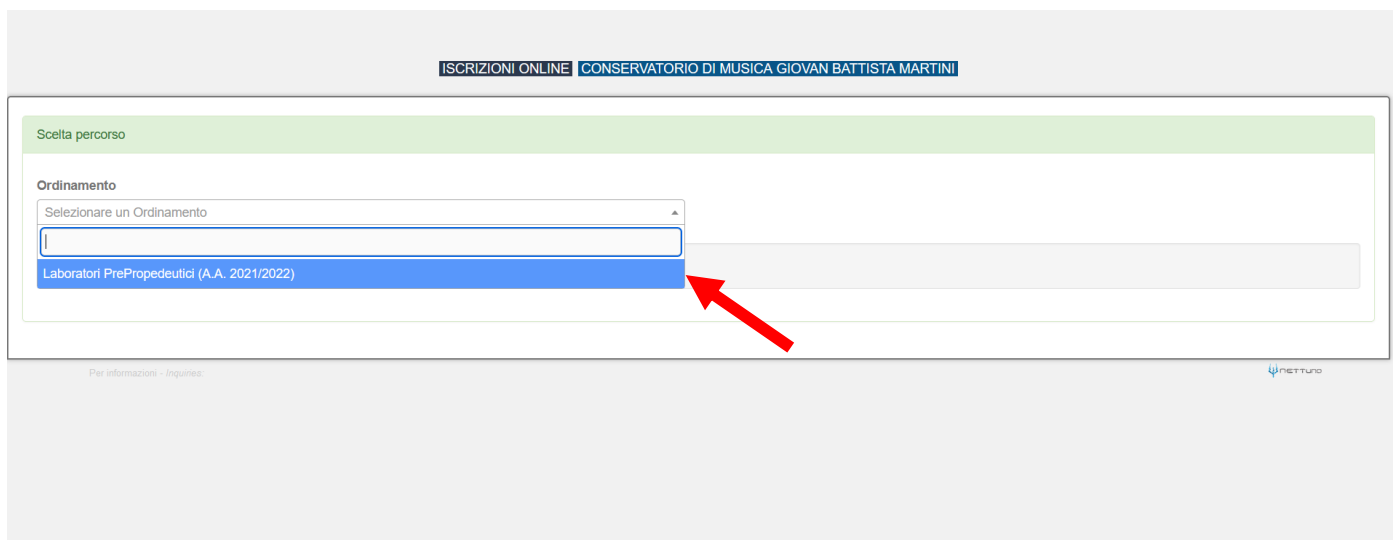 ISCRIZIONI ONLINE CONSERVATORIO DI MUSICA GIOVAN BATTISTA MARTINI
Scelta percorso
Ordinamento
Selezionare un Ordinamento
Laboratori PrePropedeutici (A.A. 2021/2022)
Per informazioni - Inquiries:
NETTUNO